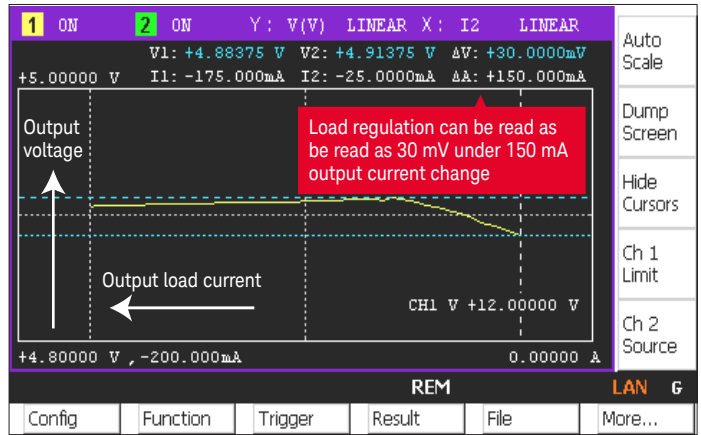 1 ON 2 ON Y: V(V) LINEAR X: I2 LINEAR
V1: +4.88375 V V2: +4.91375 V ΔV: +30.0000mV
+5.00000 V I1: -175.000mA I2: -25.0000mA ΔA: +150.000mA
Output
voltage
Load regulation can be read as
be read as 30 mV under 150 mA
output current change
Output load current
CH1 V +12.00000 V
+4.80000 V ,-200.000mA 0.00000 A
Auto
Scale
Dump
Screen
Hide
Cursors
Ch 1
Limit
Ch 2
Source
REM LAN G
Config Function Trigger Result File More...